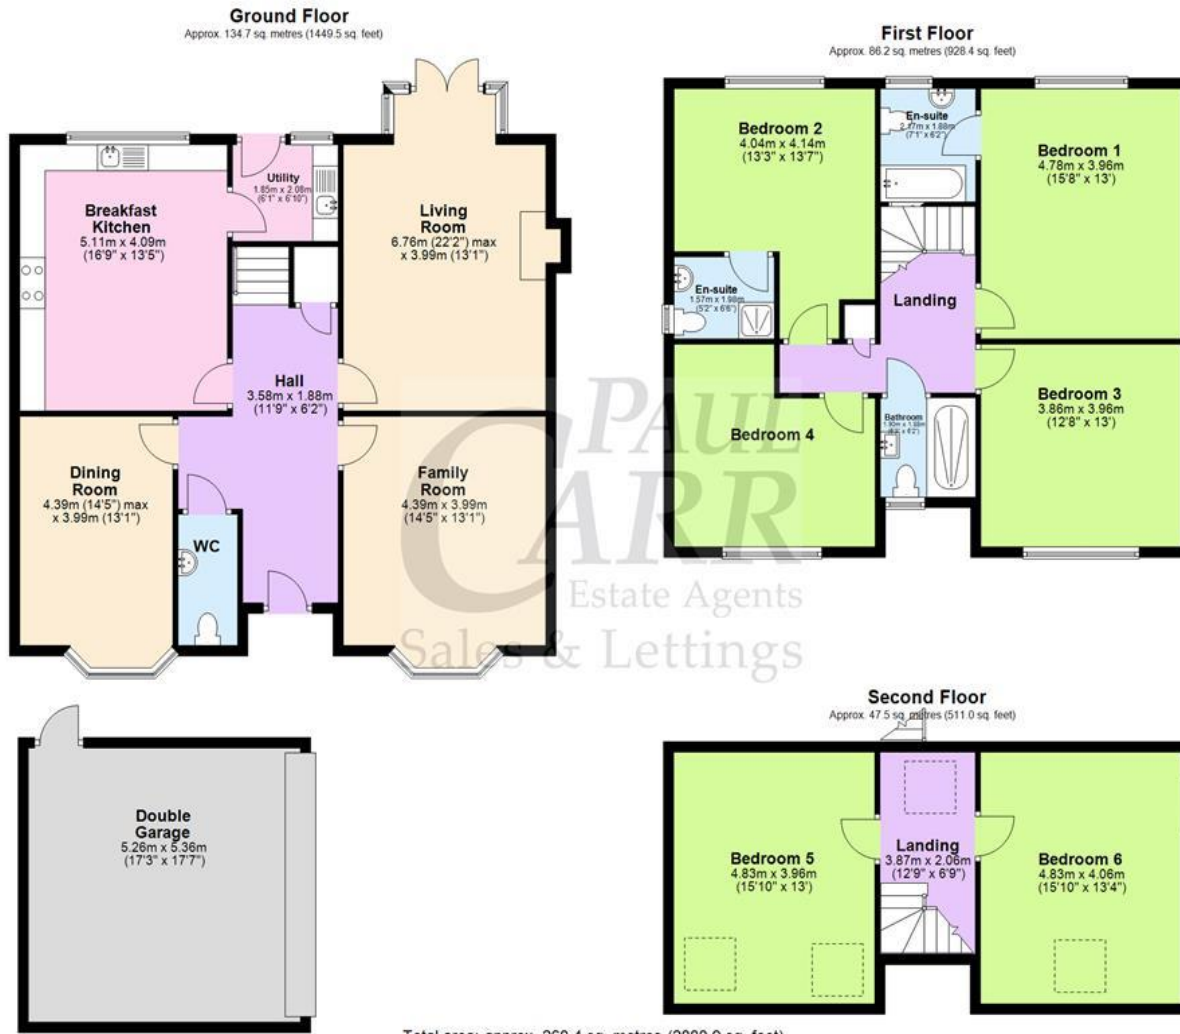 Ground Floor
Approx. 134.7 sq. metres (1449.5 sq. feet)
Breakfast
Kitchen
5.11m x 4.09m
(16'9" x 13'5")
Utility
1.85m x 2.08m
(6'1" x 6'10")
Living
Room
6.76m (22'2") max
x 3.99m (13'1")
Hall
3.58m x 1.88m
(11'9" x 6'2")
Dining
Room
4.39m (14'5") max
x 3.99m (13'1")
WC
Family
Room
4.39m x 3.99m
(14'5" x 13'1")
Double
Garage
5.26m x 5.36m
(17'3" x 17'7")
First Floor
Approx. 86.2 sq. metres (928.4 sq. feet)
Bedroom 2
4.04m x 4.14m
(13'3" x 13'7")
En-suite
2.17m x 1.88m
(7'1" x 6'2")
Bedroom 1
4.78m x 3.96m
(15'8" x 13')
En-suite
1.57m x 1.98m
(5'2" x 6'6")
Landing
Bedroom 4
Bathroom
Bedroom 3
3.86m x 3.96m
(12'8" x 13')
PAUL
CARR
Estate Agents
Sales & Lettings
Second Floor
Approx. 47.5 sq. metres (511.0 sq. feet)
Bedroom 5
4.83m x 3.96m
(15'10" x 13')
Landing
3.87m x 2.06m
(12'9" x 6'9")
Bedroom 6
4.83m x 4.06m
(15'10" x 13'4")
Total area: approx. 268.4 sq. metres